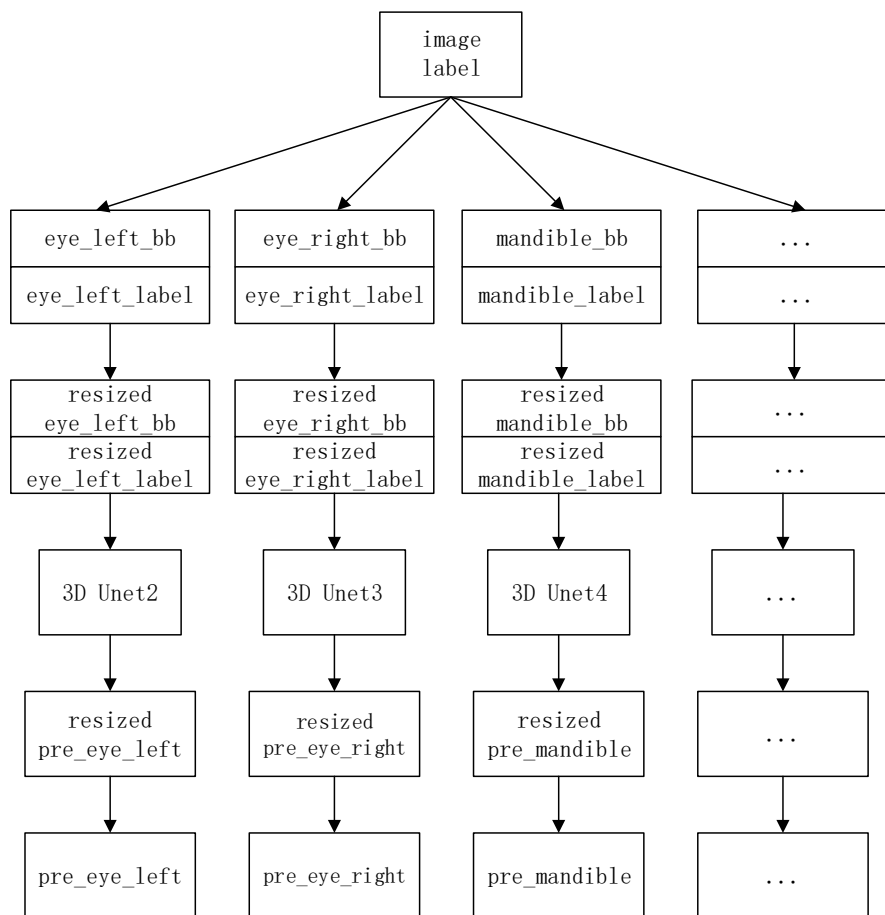 image
label
eye_left_bb
eye_right_bb
mandible_bb
...
eye_left_label
eye_right_label
mandible_label
...
resized
eye_left_bb
resized
eye_right_bb
resized
mandible_bb
...
resized
eye_left_label
resized
eye_right_label
resized
mandible_label
...
3D Unet2
3D Unet3
3D Unet4
...
resized
pre_eye_left
resized
pre_eye_right
resized
pre_mandible
...
pre_eye_left
pre_eye_right
pre_mandible
...